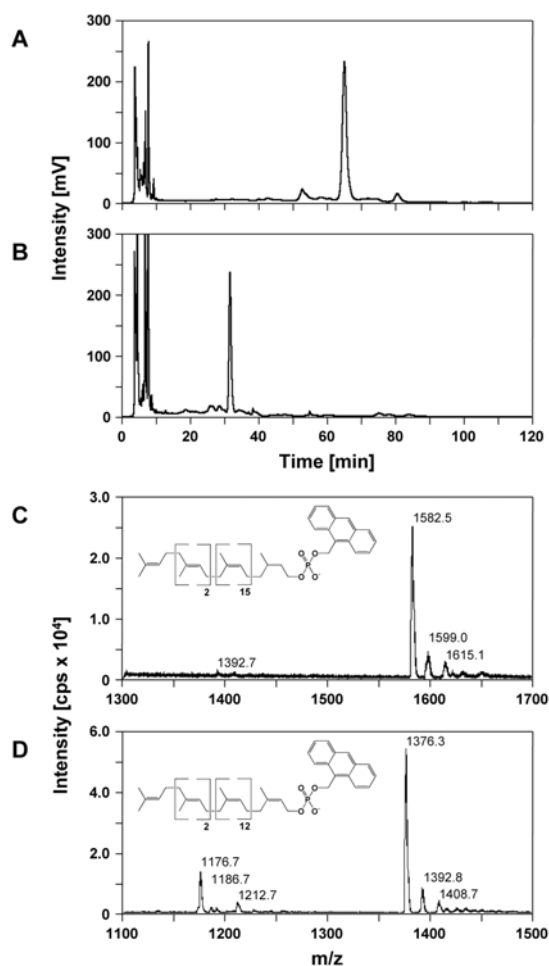 A
300
200
100
0
Intensity [mV]
B
300
200
100
0
0 20 40 60 80 100 120
Time [min]
C
3.0
2.0
1.0
0
1582.5
1599.0
1615.1
1392.7
2 15
O O
P
O O-
1300 1400 1500 1600 1700
Intensity [cps x 10⁴]
D
6.0
4.0
2.0
0
1376.3
1392.8
1408.7
1176.7
1186.7
1212.7
2 12
O O
P
O O-
1100 1200 1300 1400 1500
m/z